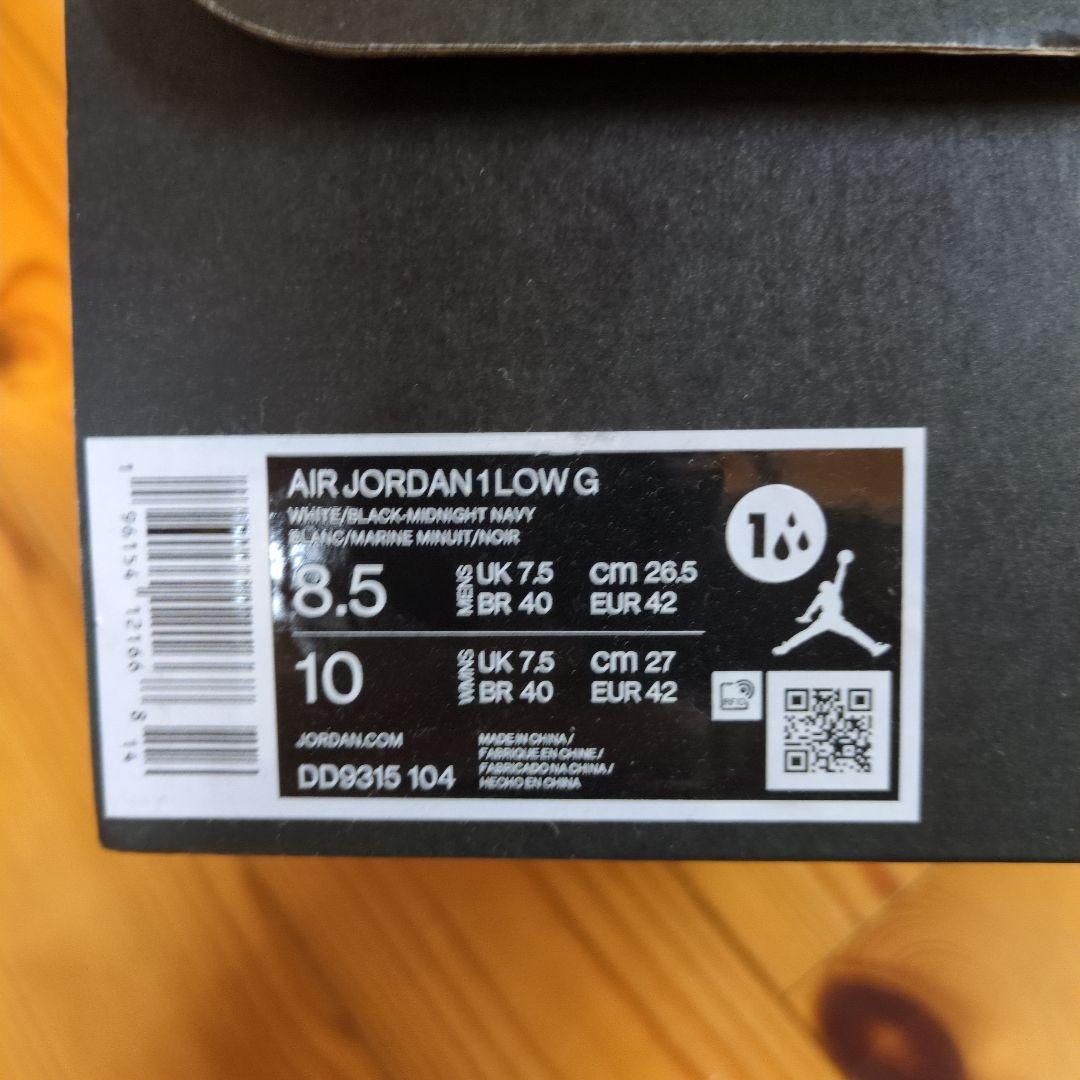 1 96154 12166 8 14
AIR JORDAN 1 LOW G
WHITE/BLACK-MIDNIGHT NAVY
BLANC/MARINE MINUIT/NOIR
8.5 MENS UK 7.5 cm 26.5
BR 40 EUR 42
10 WMNS UK 7.5 cm 27
BR 40 EUR 42
1
RFID
JORDAN.COM
DD9315 104
MADE IN CHINA /
FABRIQUE EN CHINE /
FABRICADO NA CHINA /
HECHO EN CHINA